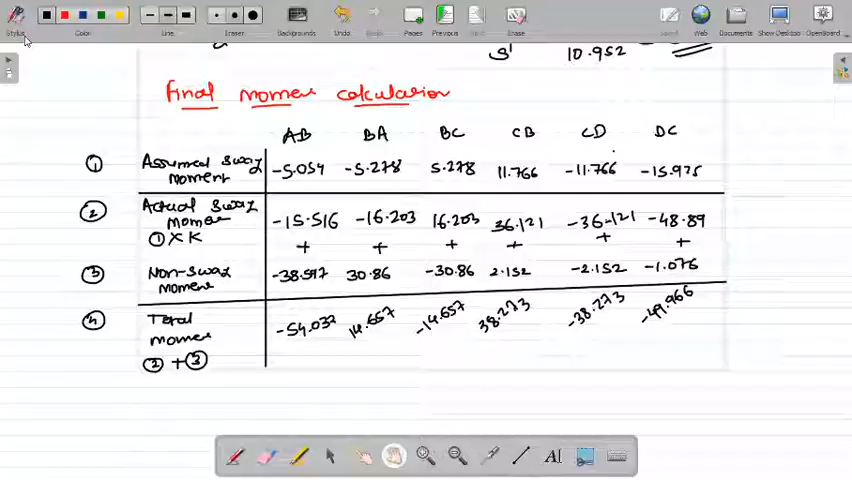 Stylus
Color
Line
Eraser
Backgrounds
Undo
Redo
Pages
Previous
Next
Erase
Web
Documents
Show Desktop
OpenBoard
S' 10.952
Final moment calculation
AB BA BC CB CD DC
① Assumed sway moment -5.054 -5.278 5.278 11.766 -11.766 -15.925
② Actual sway moment ① X K -15.516 -16.203 16.203 36.121 -36.121 -48.89
+ + + + + +
③ Non-sway moment -38.517 30.86 -30.86 2.152 -2.152 -1.076
④ Total moment ② + ③ -54.032 14.657 -14.657 38.273 -38.273 -49.966